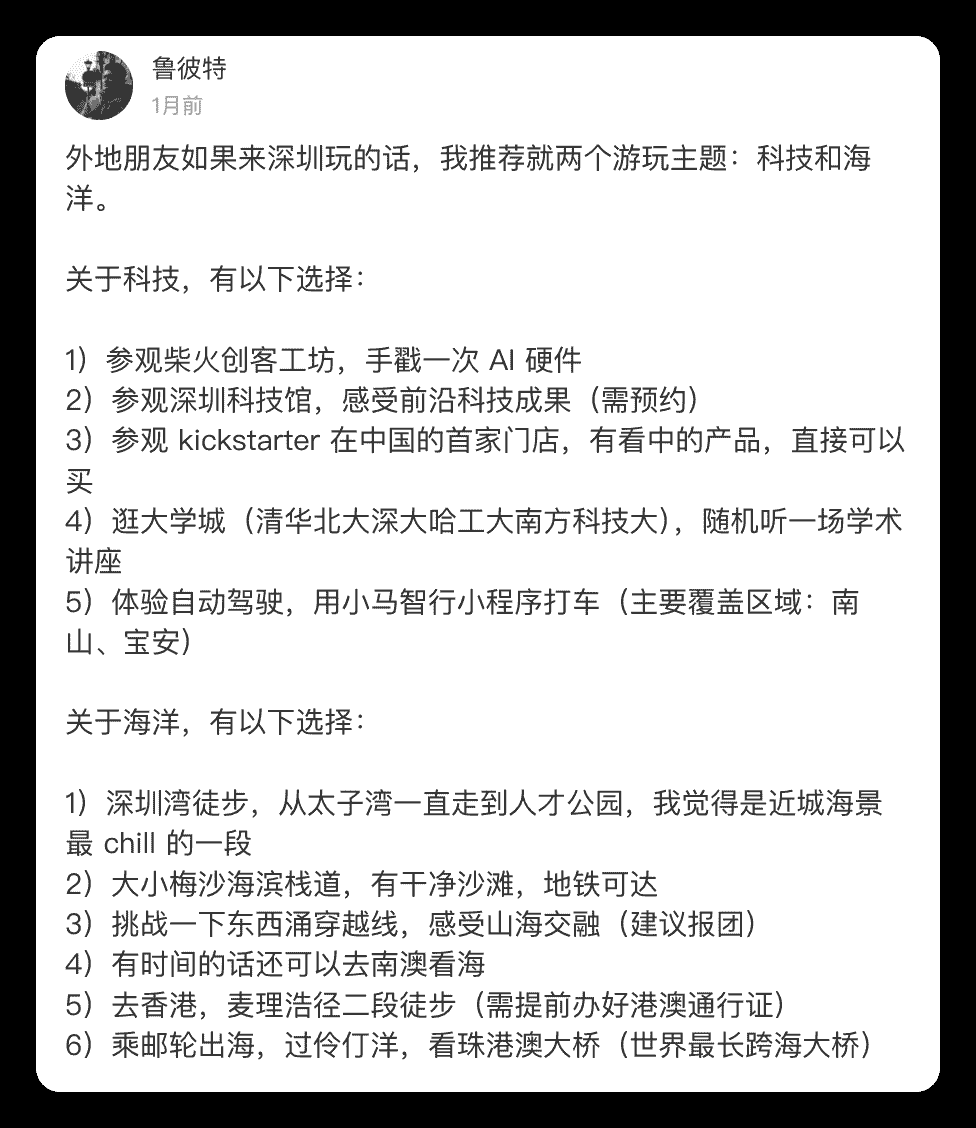 鲁彼特
1月前
外地朋友如果来深圳玩的话，我推荐就两个游玩主题：科技和海
洋。
关于科技，有以下选择：
1）参观柴火创客工坊，手戳一次 AI 硬件
2）参观深圳科技馆，感受前沿科技成果（需预约）
3）参观 kickstarter 在中国的首家门店，有看中的产品，直接可以
买
4）逛大学城（清华北大深大哈工大南方科技大），随机听一场学术
讲座
5）体验自动驾驶，用小马智行小程序打车（主要覆盖区域：南
山、宝安）
关于海洋，有以下选择：
1）深圳湾徒步，从太子湾一直走到人才公园，我觉得是近城海景
最 chill 的一段
2）大小梅沙海滨栈道，有干净沙滩，地铁可达
3）挑战一下东西涌穿越线，感受山海交融（建议报团）
4）有时间的话还可以去南澳看海
5）去香港，麦理浩径二段徒步（需提前办好港澳通行证）
6）乘邮轮出海，过伶仃洋，看珠港澳大桥（世界最长跨海大桥）